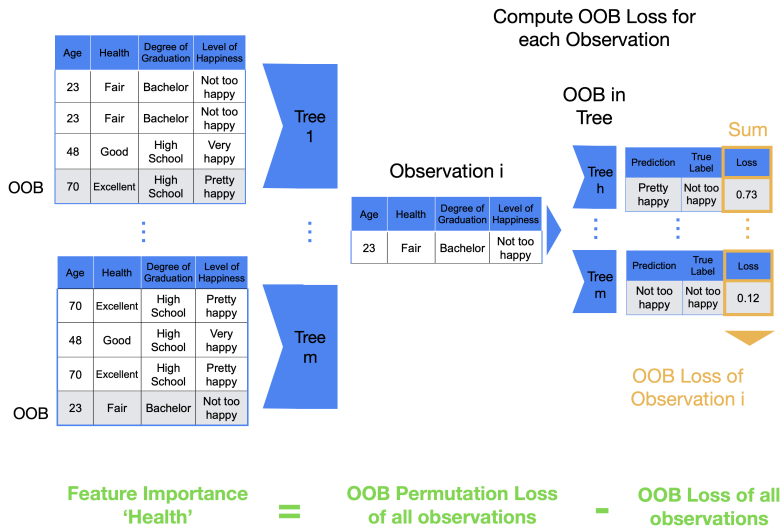 Compute OOB Loss for
each Observation
Age Health Degree of Graduation Level of Happiness
23 Fair Bachelor Not too happy
23 Fair Bachelor Not too happy
48 Good High School Very happy
OOB 70 Excellent High School Pretty happy
Tree
1
Age Health Degree of Graduation Level of Happiness
70 Excellent High School Pretty happy
48 Good High School Very happy
70 Excellent High School Pretty happy
OOB 23 Fair Bachelor Not too happy
Tree
m
Observation i
Age Health Degree of Graduation Level of Happiness
23 Fair Bachelor Not too happy
OOB in
Tree
Sum
Tree
h
Prediction True Label Loss
Pretty happy Not too happy 0.73
Tree
m
Prediction True Label Loss
Not too happy Not too happy 0.12
OOB Loss of
Observation i
Feature Importance
‘Health’
=
OOB Permutation Loss
of all observations
-
OOB Loss of all
observations